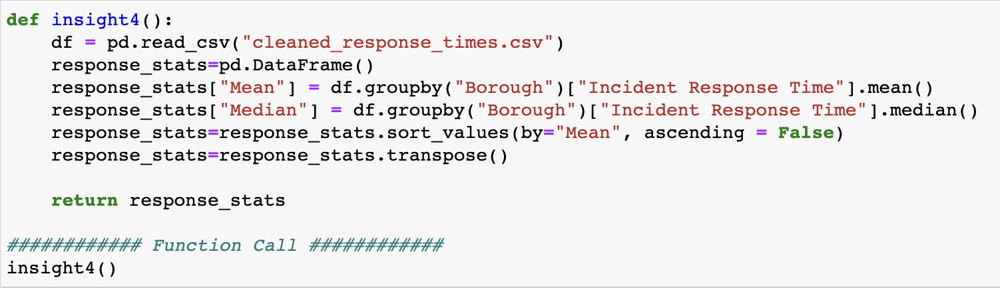 def insight4():
    df = pd.read_csv("cleaned_response_times.csv")
    response_stats=pd.DataFrame()
    response_stats["Mean"] = df.groupby("Borough")["Incident Response Time"].mean()
    response_stats["Median"] = df.groupby("Borough")["Incident Response Time"].median()
    response_stats=response_stats.sort_values(by="Mean", ascending = False)
    response_stats=response_stats.transpose()

    return response_stats

############ Function Call ############
insight4()